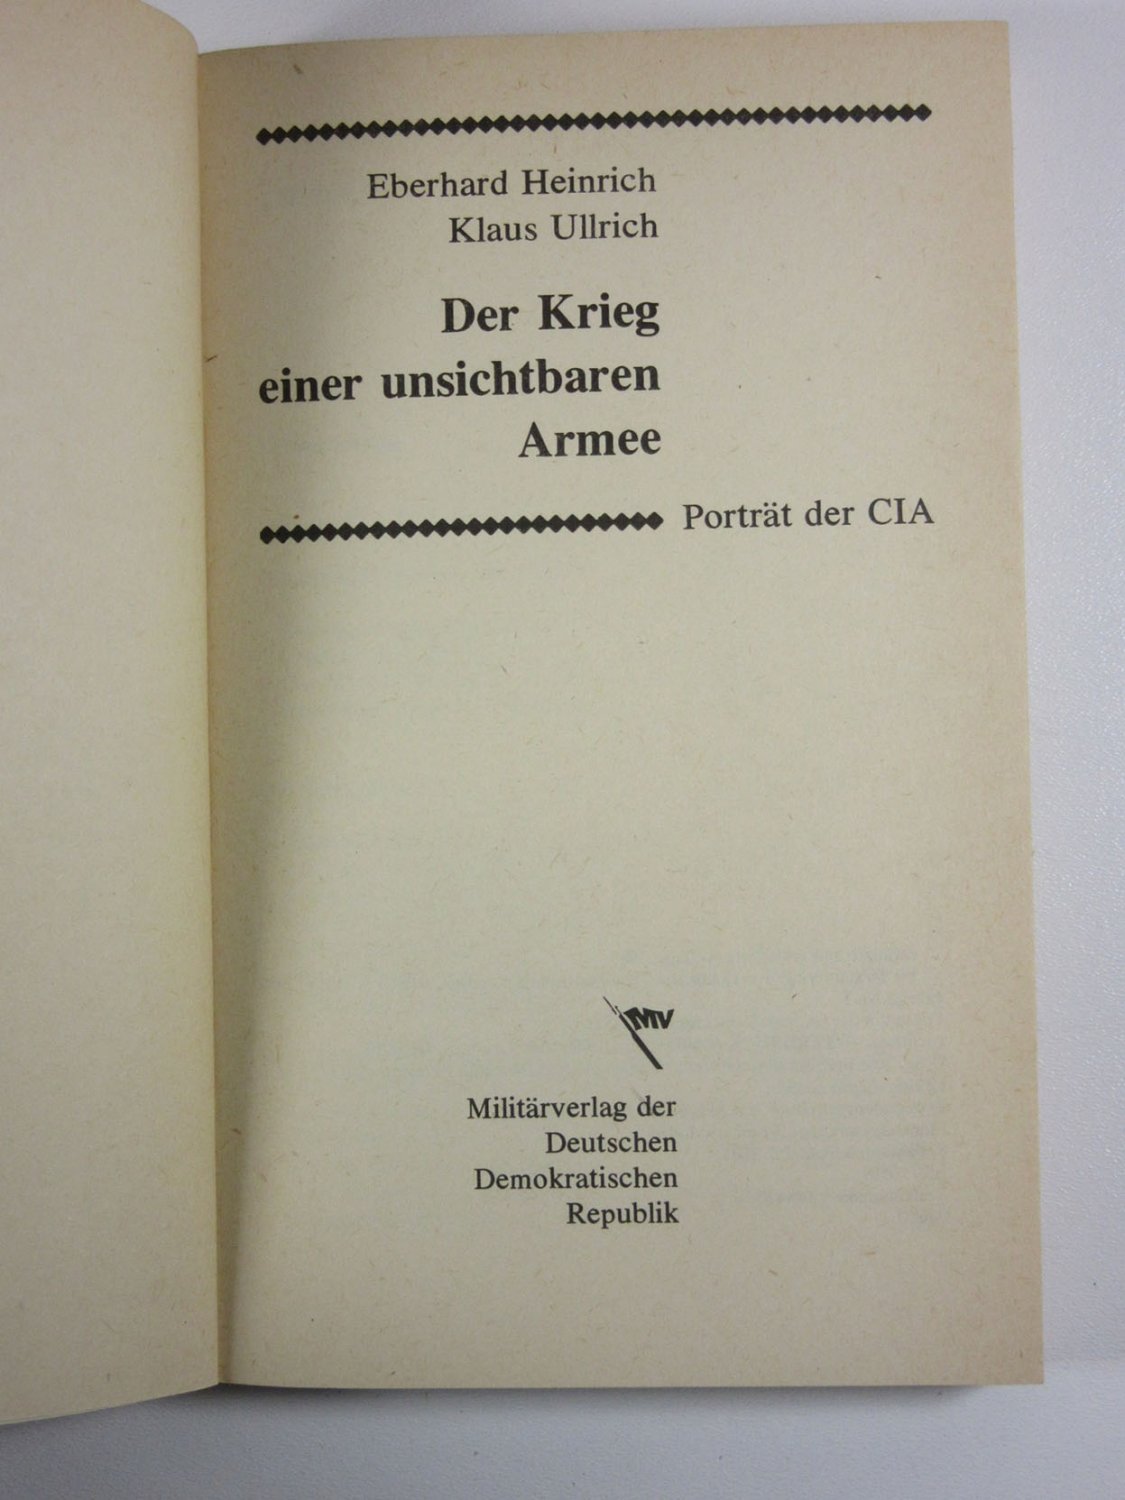 Eberhard Heinrich
Klaus Ullrich
Der Krieg
einer unsichtbaren
Armee
Porträt der CIA
MV
Militärverlag der
Deutschen
Demokratischen
Republik